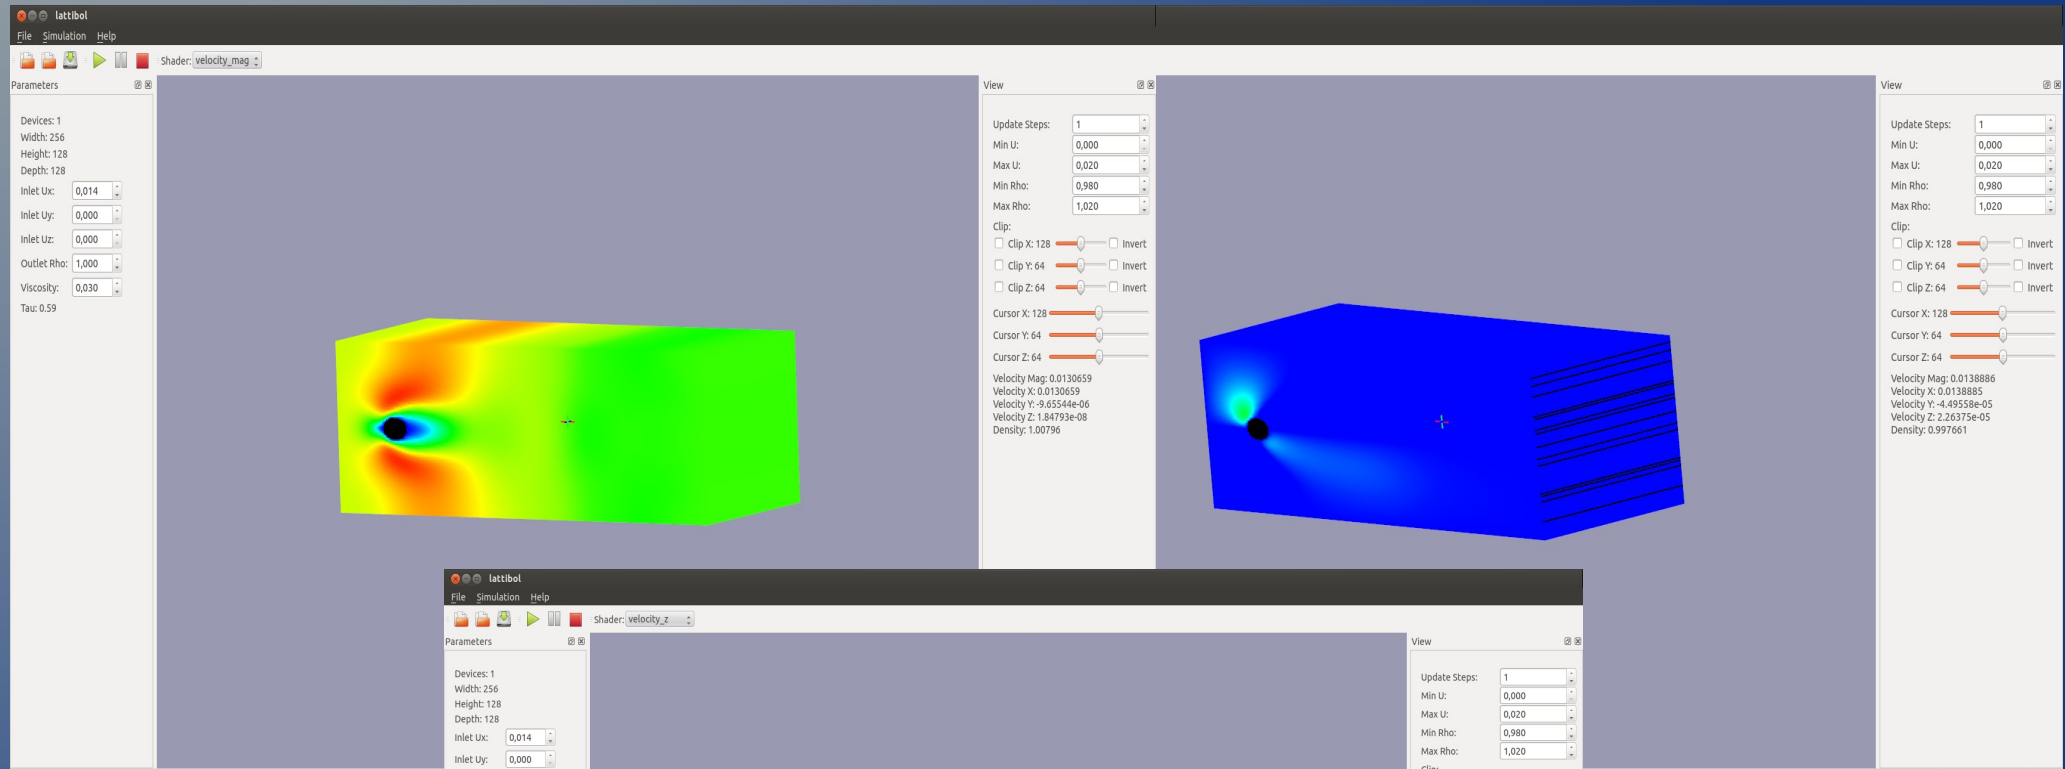 lattibol
File Simulation Help
Shader: velocity_mag
Parameters
Devices: 1
Width: 256
Height: 128
Depth: 128
Inlet Ux: 0,014
Inlet Uy: 0,000
Inlet Uz: 0,000
Outlet Rho: 1,000
Viscosity: 0,030
Tau: 0.59
View
Update Steps: 1
Min U: 0,000
Max U: 0,020
Min Rho: 0,980
Max Rho: 1,020
Clip:
Clip X: 128 Invert
Clip Y: 64 Invert
Clip Z: 64 Invert
Cursor X: 128
Cursor Y: 64
Cursor Z: 64
Velocity Mag: 0.0130659
Velocity X: 0.0130659
Velocity Y: -9.65544e-06
Velocity Z: 1.84793e-08
Density: 1.00796
View
Update Steps: 1
Min U: 0,000
Max U: 0,020
Min Rho: 0,980
Max Rho: 1,020
Clip:
Clip X: 128 Invert
Clip Y: 64 Invert
Clip Z: 64 Invert
Cursor X: 128
Cursor Y: 64
Cursor Z: 64
Velocity Mag: 0.0138886
Velocity X: 0.0138885
Velocity Y: -4.49558e-05
Velocity Z: 2.26375e-05
Density: 0.997661
lattibol
File Simulation Help
Shader: velocity_z
Parameters
Devices: 1
Width: 256
Height: 128
Depth: 128
Inlet Ux: 0,014
Inlet Uy: 0,000
View
Update Steps: 1
Min U: 0,000
Max U: 0,020
Min Rho: 0,980
Max Rho: 1,020